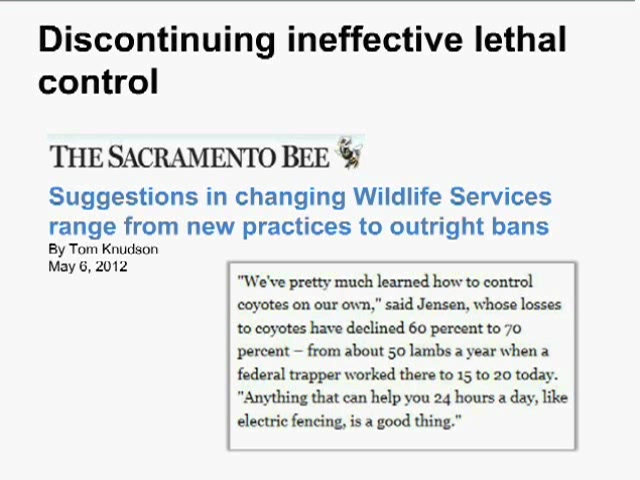 Discontinuing ineffective lethal
control
THE SACRAMENTO BEE
Suggestions in changing Wildlife Services
range from new practices to outright bans
By Tom Knudson
May 6, 2012
"We've pretty much learned how to control
coyotes on our own," said Jensen, whose losses
to coyotes have declined 60 percent to 70
percent – from about 50 lambs a year when a
federal trapper worked there to 15 to 20 today.
"Anything that can help you 24 hours a day, like
electric fencing, is a good thing."